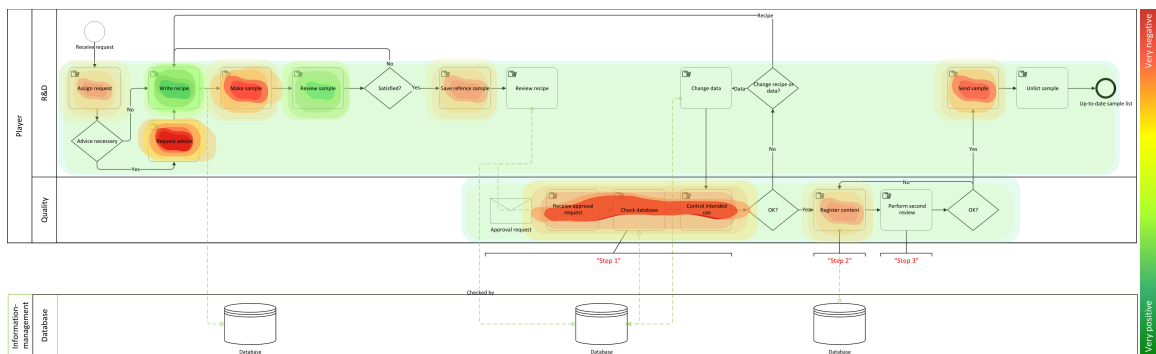 Recipe
Very negative
Player
R&D
Receive request
No
Assign request
Write recipe
Make sample
Review sample
Satisfied?
Yes
Save refence sample
Review recipe
Change data
Data
Change recipe or
data?
Send sample
Unlist sample
Up-to-date sample list
No
Advice necessary
Request advice
Yes
No
Yes
Quality
No
Approval request
Receive approval
request
Check database
Control intended
use
OK?
Yes
Register content
Perform second
review
OK?
"Step 1"
"Step 2"
"Step 3"
Checked by
Information-
management
Database
Database
Database
Database
Very positive